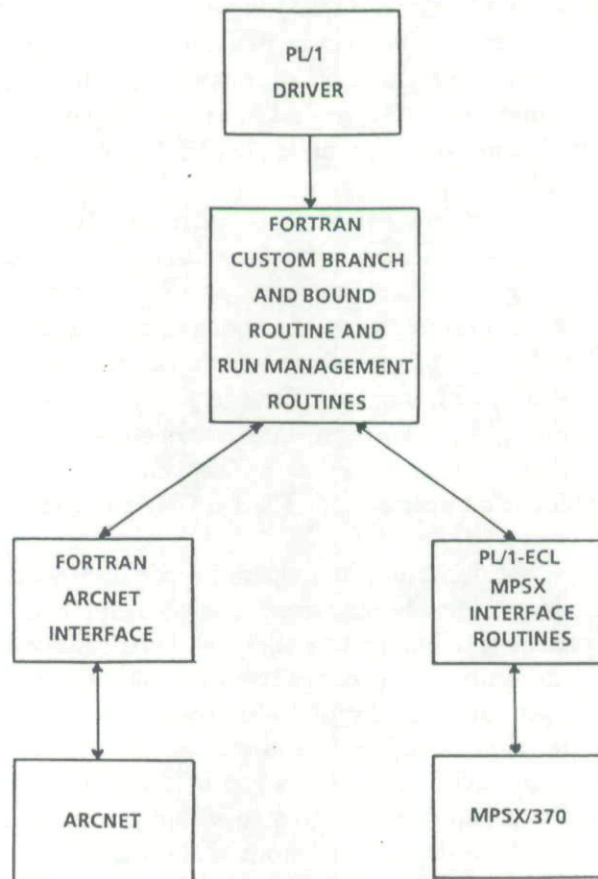 PL/1
DRIVER
FORTRAN
CUSTOM BRANCH
AND BOUND
ROUTINE AND
RUN MANAGEMENT
ROUTINES
FORTRAN
ARCNET
INTERFACE
PL/1-ECL
MPSX
INTERFACE
ROUTINES
ARCNET
MPSX/370